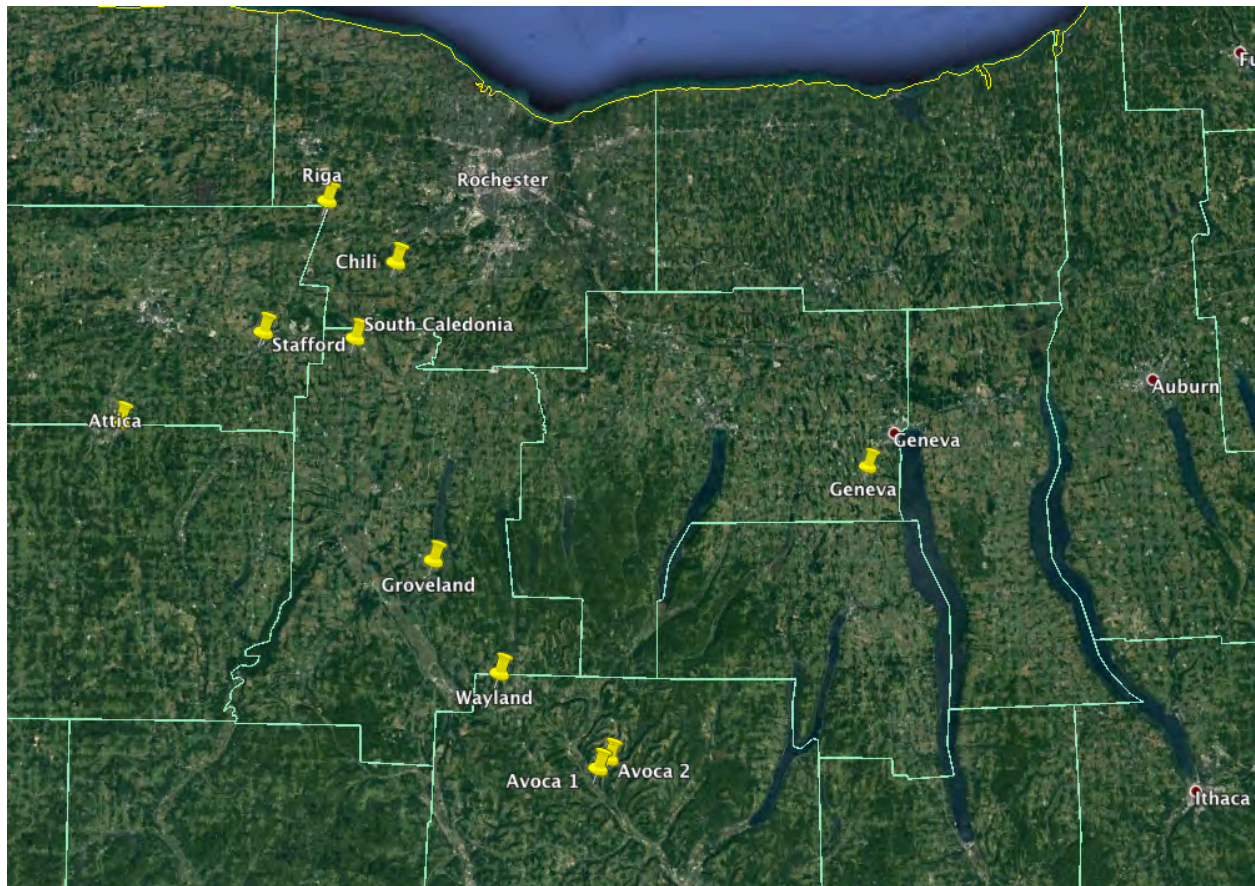 Riga
Rochester
Chili
South Caledonia
Stafford
Attica
Auburn
Geneva
Geneva
Groveland
Wayland
Avoca 1
Avoca 2
Ithaca